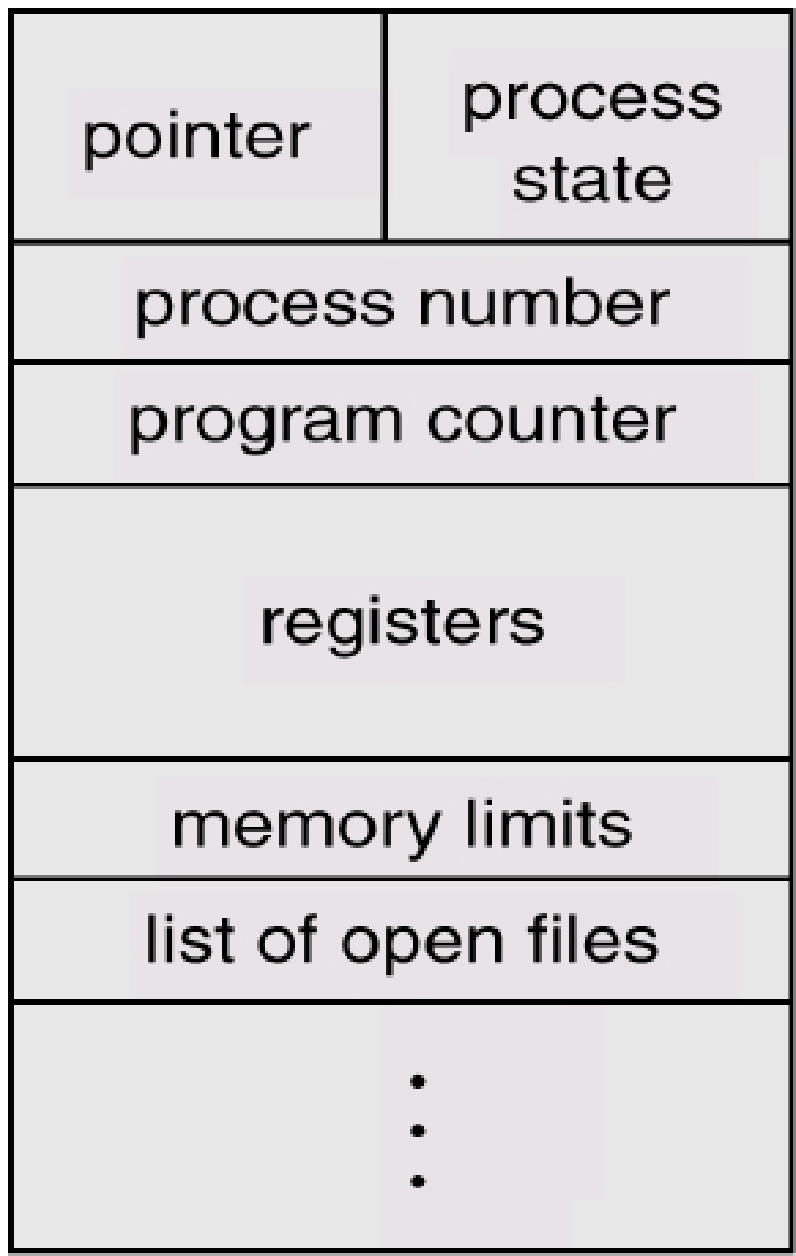 pointer
process
state
process number
program counter
registers
memory limits
list of open files